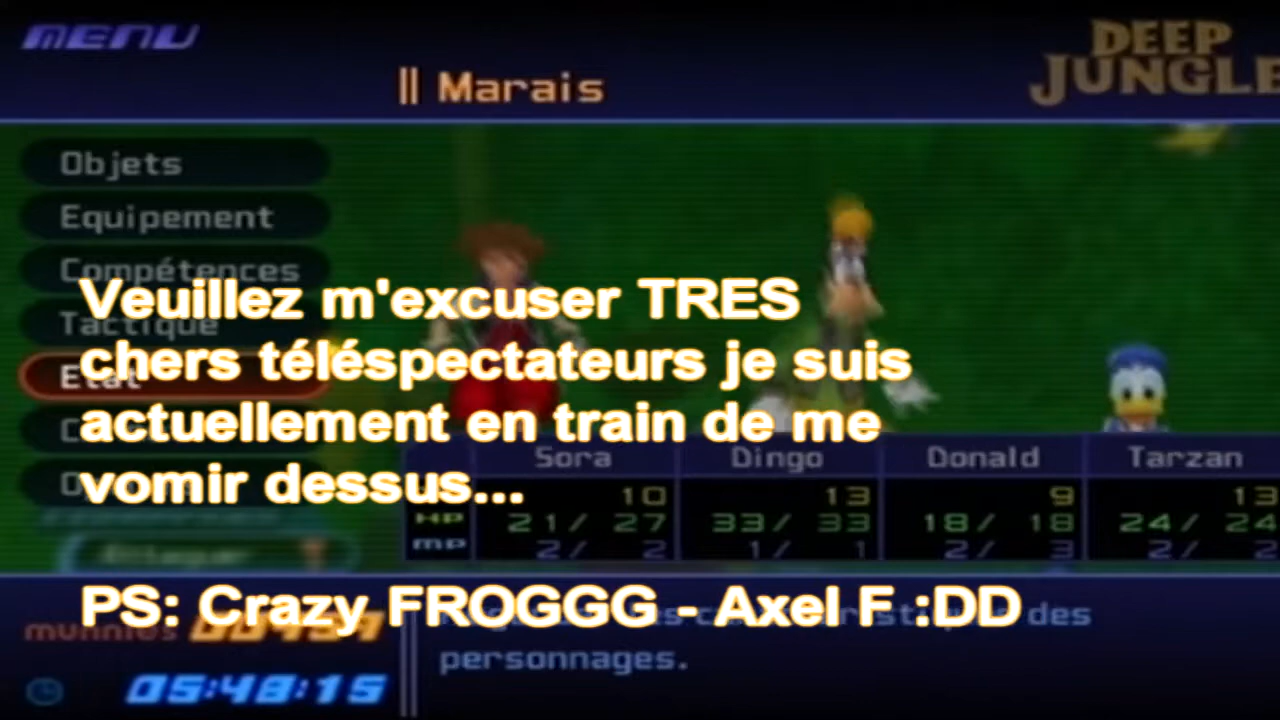 MENU
DEEP
JUNGLE
|| Marais
Objets
Equipement
Compétences
Tactique
Etat
Veuillez m'excuser TRES
chers téléspectateurs je suis
actuellement en train de me
vomir dessus...
Sora Dingo Donald Tarzan
10 13 9 13
HP 21/ 27 33/ 33 18/ 18 24/ 24
MP 2/ 2 1/ 1 2/ 3 2/ 2
Attaquer
PS: Crazy FROGGG - Axel F :DD
munnies
des
personnages.
05:48:15